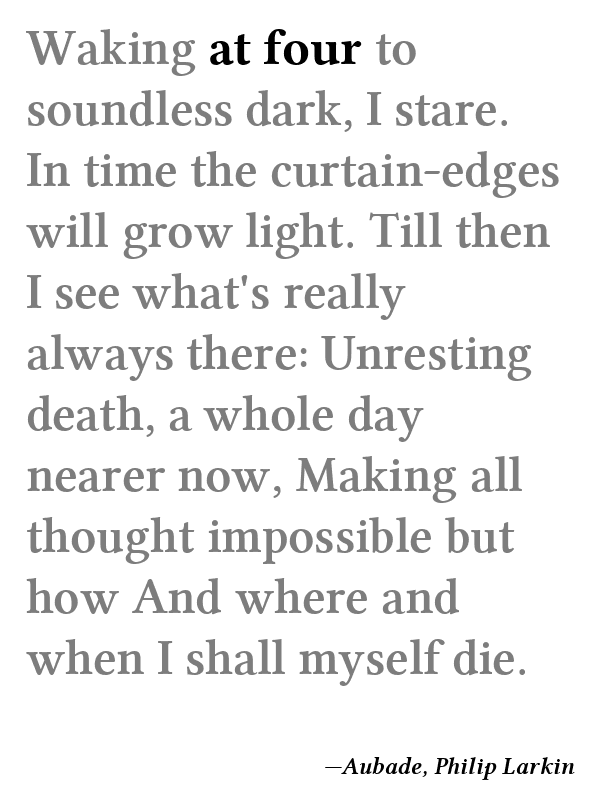 Waking at four to
soundless dark, I stare.
In time the curtain-edges
will grow light. Till then
I see what's really
always there: Unresting
death, a whole day
nearer now, Making all
thought impossible but
how And where and
when I shall myself die.
—Aubade, Philip Larkin